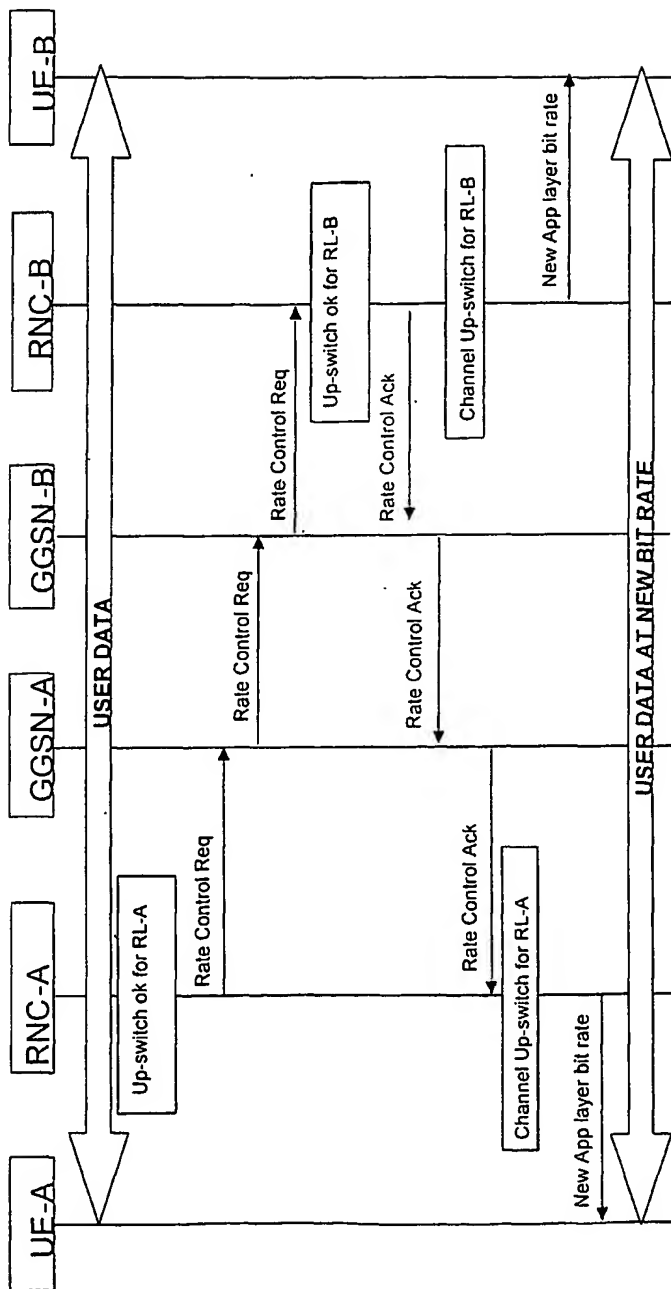 UE-A
RNC-A
GGSN-A
GGSN-B
RNC-B
UE-B
USER DATA
Up-switch ok for RL-A
Rate Control Req
Rate Control Req
Rate Control Req
Up-switch ok for RL-B
Rate Control Ack
Rate Control Ack
Channel Up-switch for RL-B
Rate Control Ack
Channel Up-switch for RL-A
New App layer bit rate
New App layer bit rate
USER DATA AT NEW BIT RATE